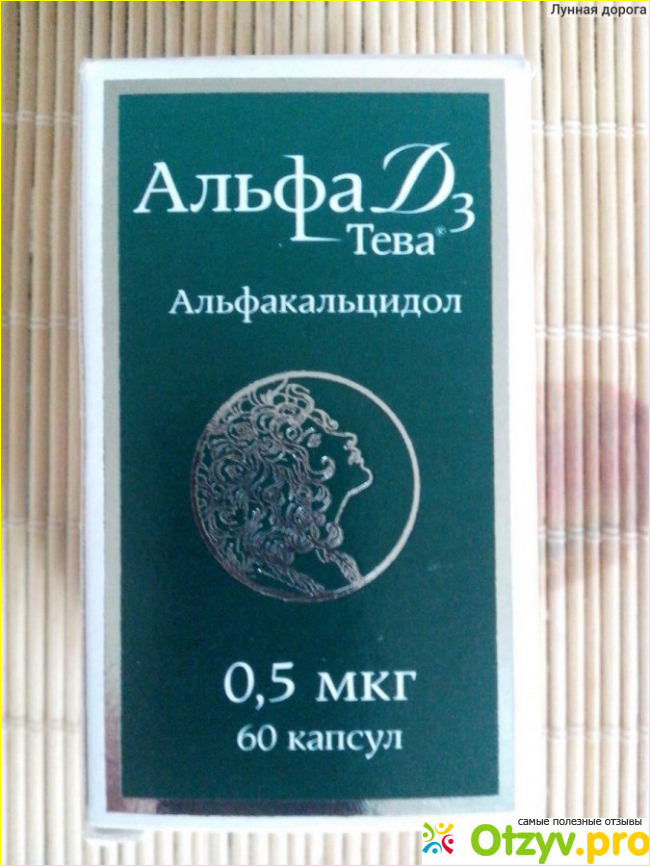 Лунная дорога
Альфа D3
Тева®
Альфакальцидол
0,5 мкг
60 капсул
самые полезные отзывы
Otzyv.pro